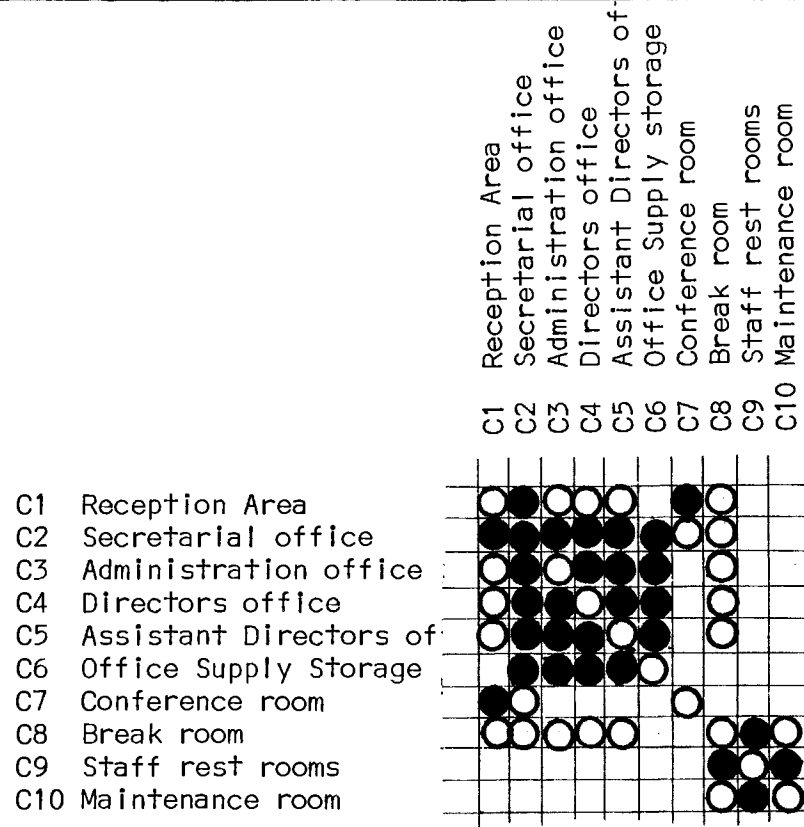 C1 Reception Area
C2 Secretarial office
C3 Administration office
C4 Directors office
C5 Assistant Directors of-
C6 Office Supply storage
C7 Conference room
C8 Break room
C9 Staff rest rooms
C10 Maintenance room
C1 Reception Area
C2 Secretarial office
C3 Administration office
C4 Directors office
C5 Assistant Directors of
C6 Office Supply Storage
C7 Conference room
C8 Break room
C9 Staff rest rooms
C10 Maintenance room